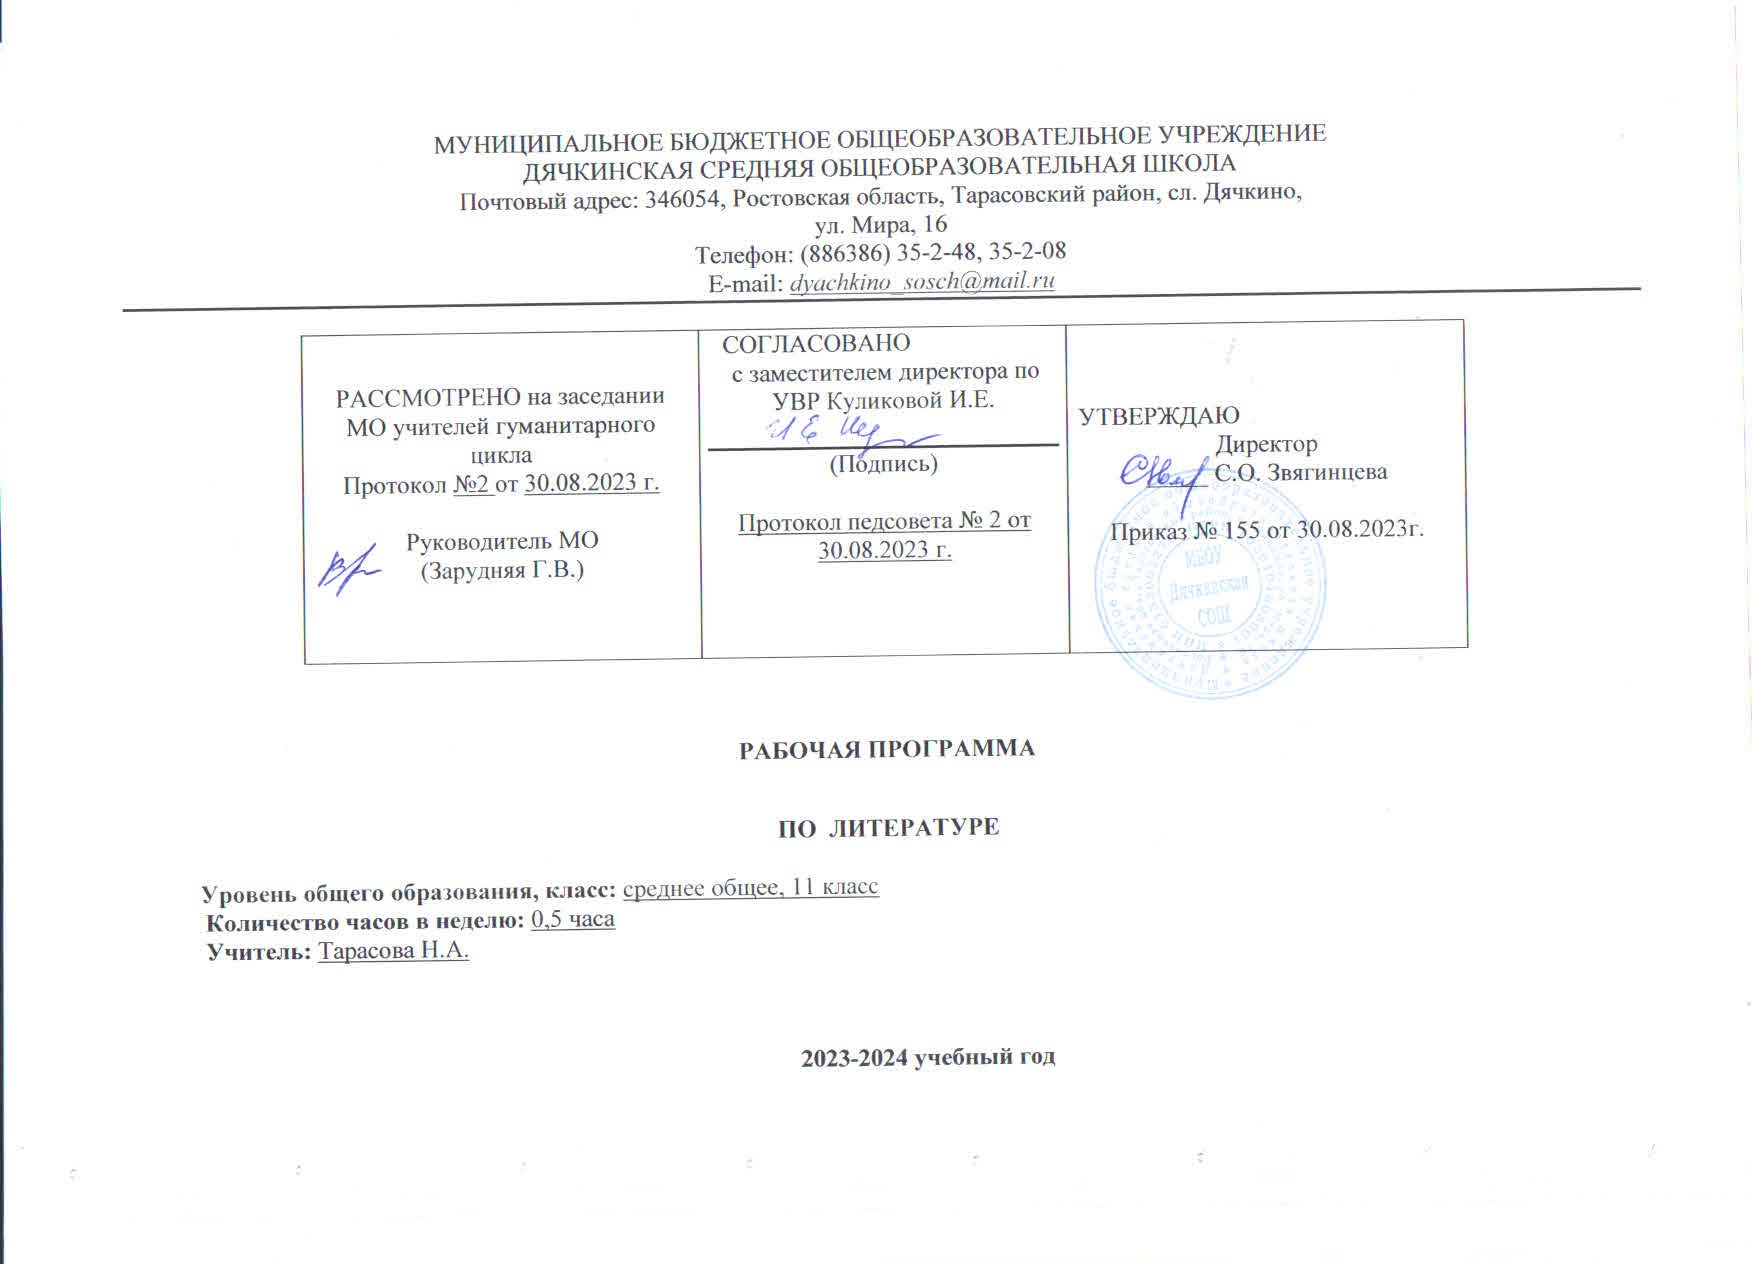 МУНИЦИПАЛЬНОЕ БЮДЖЕТНОЕ ОБЩЕОБРАЗОВАТЕЛЬНОЕ УЧРЕЖДЕНИЕ
ДЯЧКИНСКАЯ СРЕДНЯЯ ОБЩЕОБРАЗОВАТЕЛЬНАЯ ШКОЛА
Почтовый адрес: 346054, Ростовская область, Тарасовский район, сл. Дячкино,
ул. Мира, 16
Телефон: (886386) 35-2-48, 35-2-08
E-mail: dyachkino_sosch@mail.ru
РАССМОТРЕНО на заседании
МО учителей гуманитарного
цикла
Протокол №2 от 30.08.2023 г.
Руководитель МО
(Зарудняя Г.В.)
СОГЛАСОВАНО
с заместителем директора по
УВР Куликовой И.Е.
(Подпись)
Протокол педсовета № 2 от
30.08.2023 г.
УТВЕРЖДАЮ
Директор
С.О. Звягинцева
Приказ № 155 от 30.08.2023г.
МБОУ
Дячкинская
СОШ
РАБОЧАЯ ПРОГРАММА
ПО ЛИТЕРАТУРЕ
Уровень общего образования, класс: среднее общее, 11 класс
Количество часов в неделю: 0,5 часа
Учитель: Тарасова Н.А.
2023-2024 учебный год